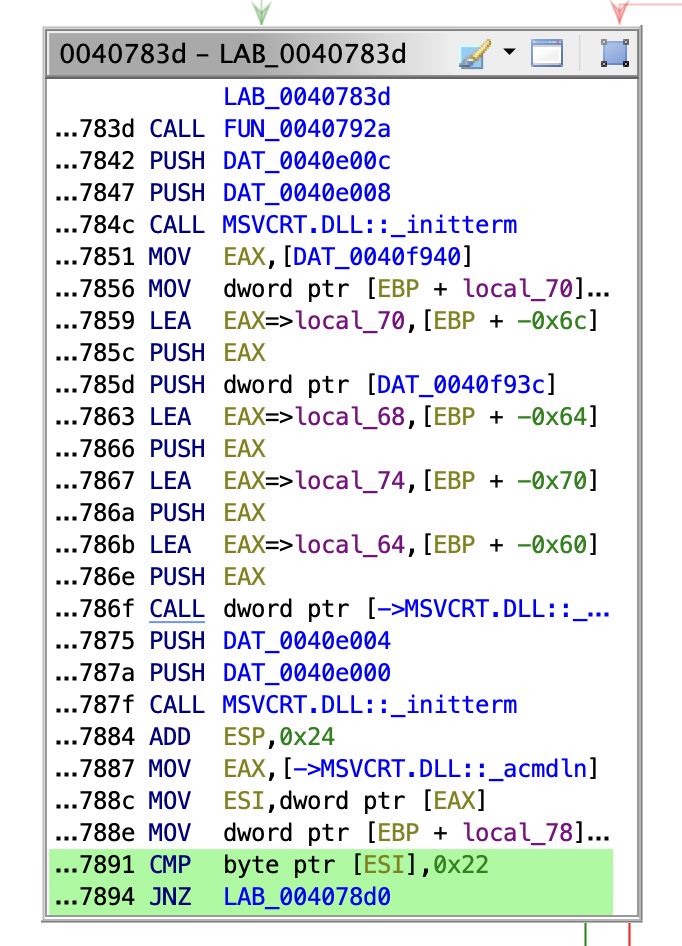 0040783d – LAB_0040783d
LAB_0040783d
...783d CALL FUN_0040792a
...7842 PUSH DAT_0040e00c
...7847 PUSH DAT_0040e008
...784c CALL MSVCRT.DLL::_initterm
...7851 MOV EAX,[DAT_0040f940]
...7856 MOV dword ptr [EBP + local_70]...
...7859 LEA EAX=>local_70,[EBP + -0x6c]
...785c PUSH EAX
...785d PUSH dword ptr [DAT_0040f93c]
...7863 LEA EAX=>local_68,[EBP + -0x64]
...7866 PUSH EAX
...7867 LEA EAX=>local_74,[EBP + -0x70]
...786a PUSH EAX
...786b LEA EAX=>local_64,[EBP + -0x60]
...786e PUSH EAX
...786f CALL dword ptr [->MSVCRT.DLL::_...
...7875 PUSH DAT_0040e004
...787a PUSH DAT_0040e000
...787f CALL MSVCRT.DLL::_initterm
...7884 ADD ESP,0x24
...7887 MOV EAX,[->MSVCRT.DLL::_acmdln]
...788c MOV ESI,dword ptr [EAX]
...788e MOV dword ptr [EBP + local_78]...
...7891 CMP byte ptr [ESI],0x22
...7894 JNZ LAB_004078d0